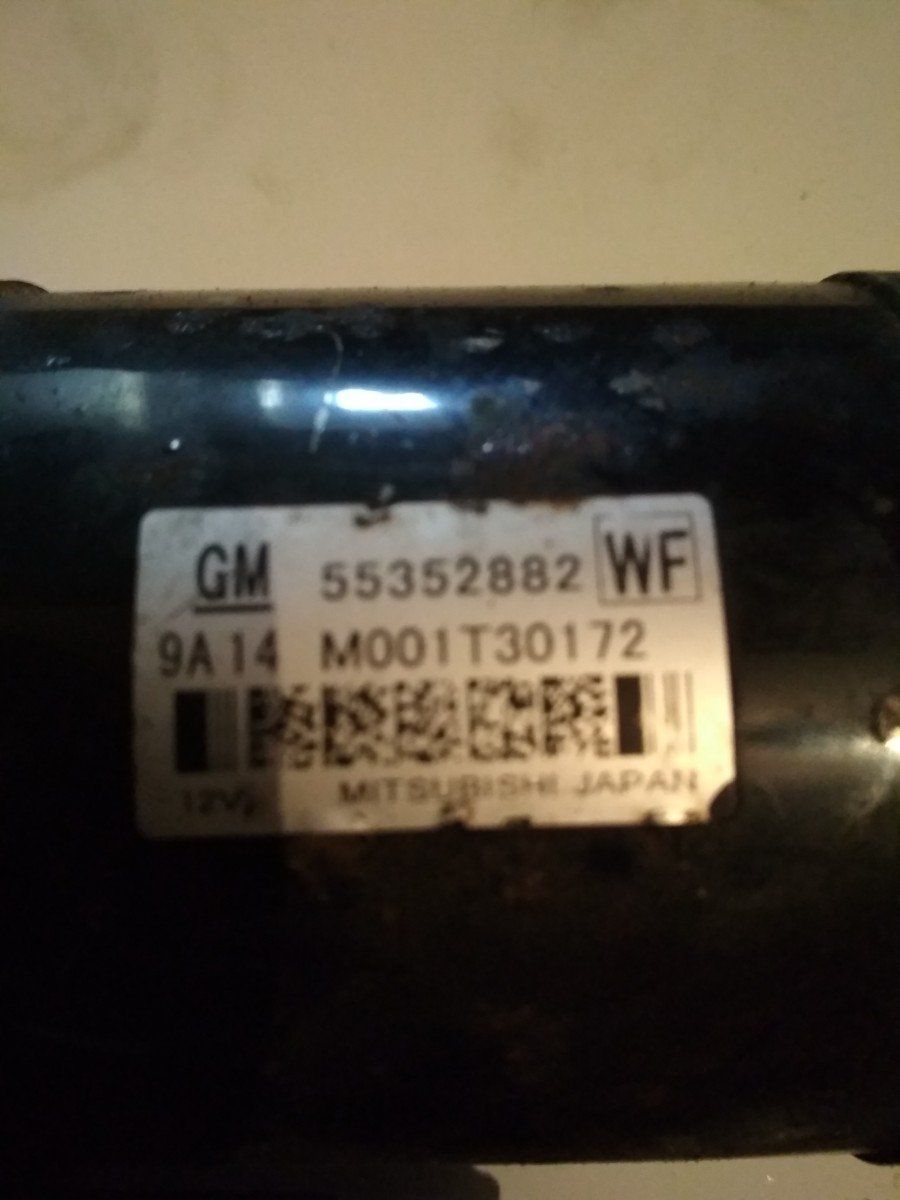 GM 55352882 WF
9A14 M001T30172
12V MITSUBISHI JAPAN